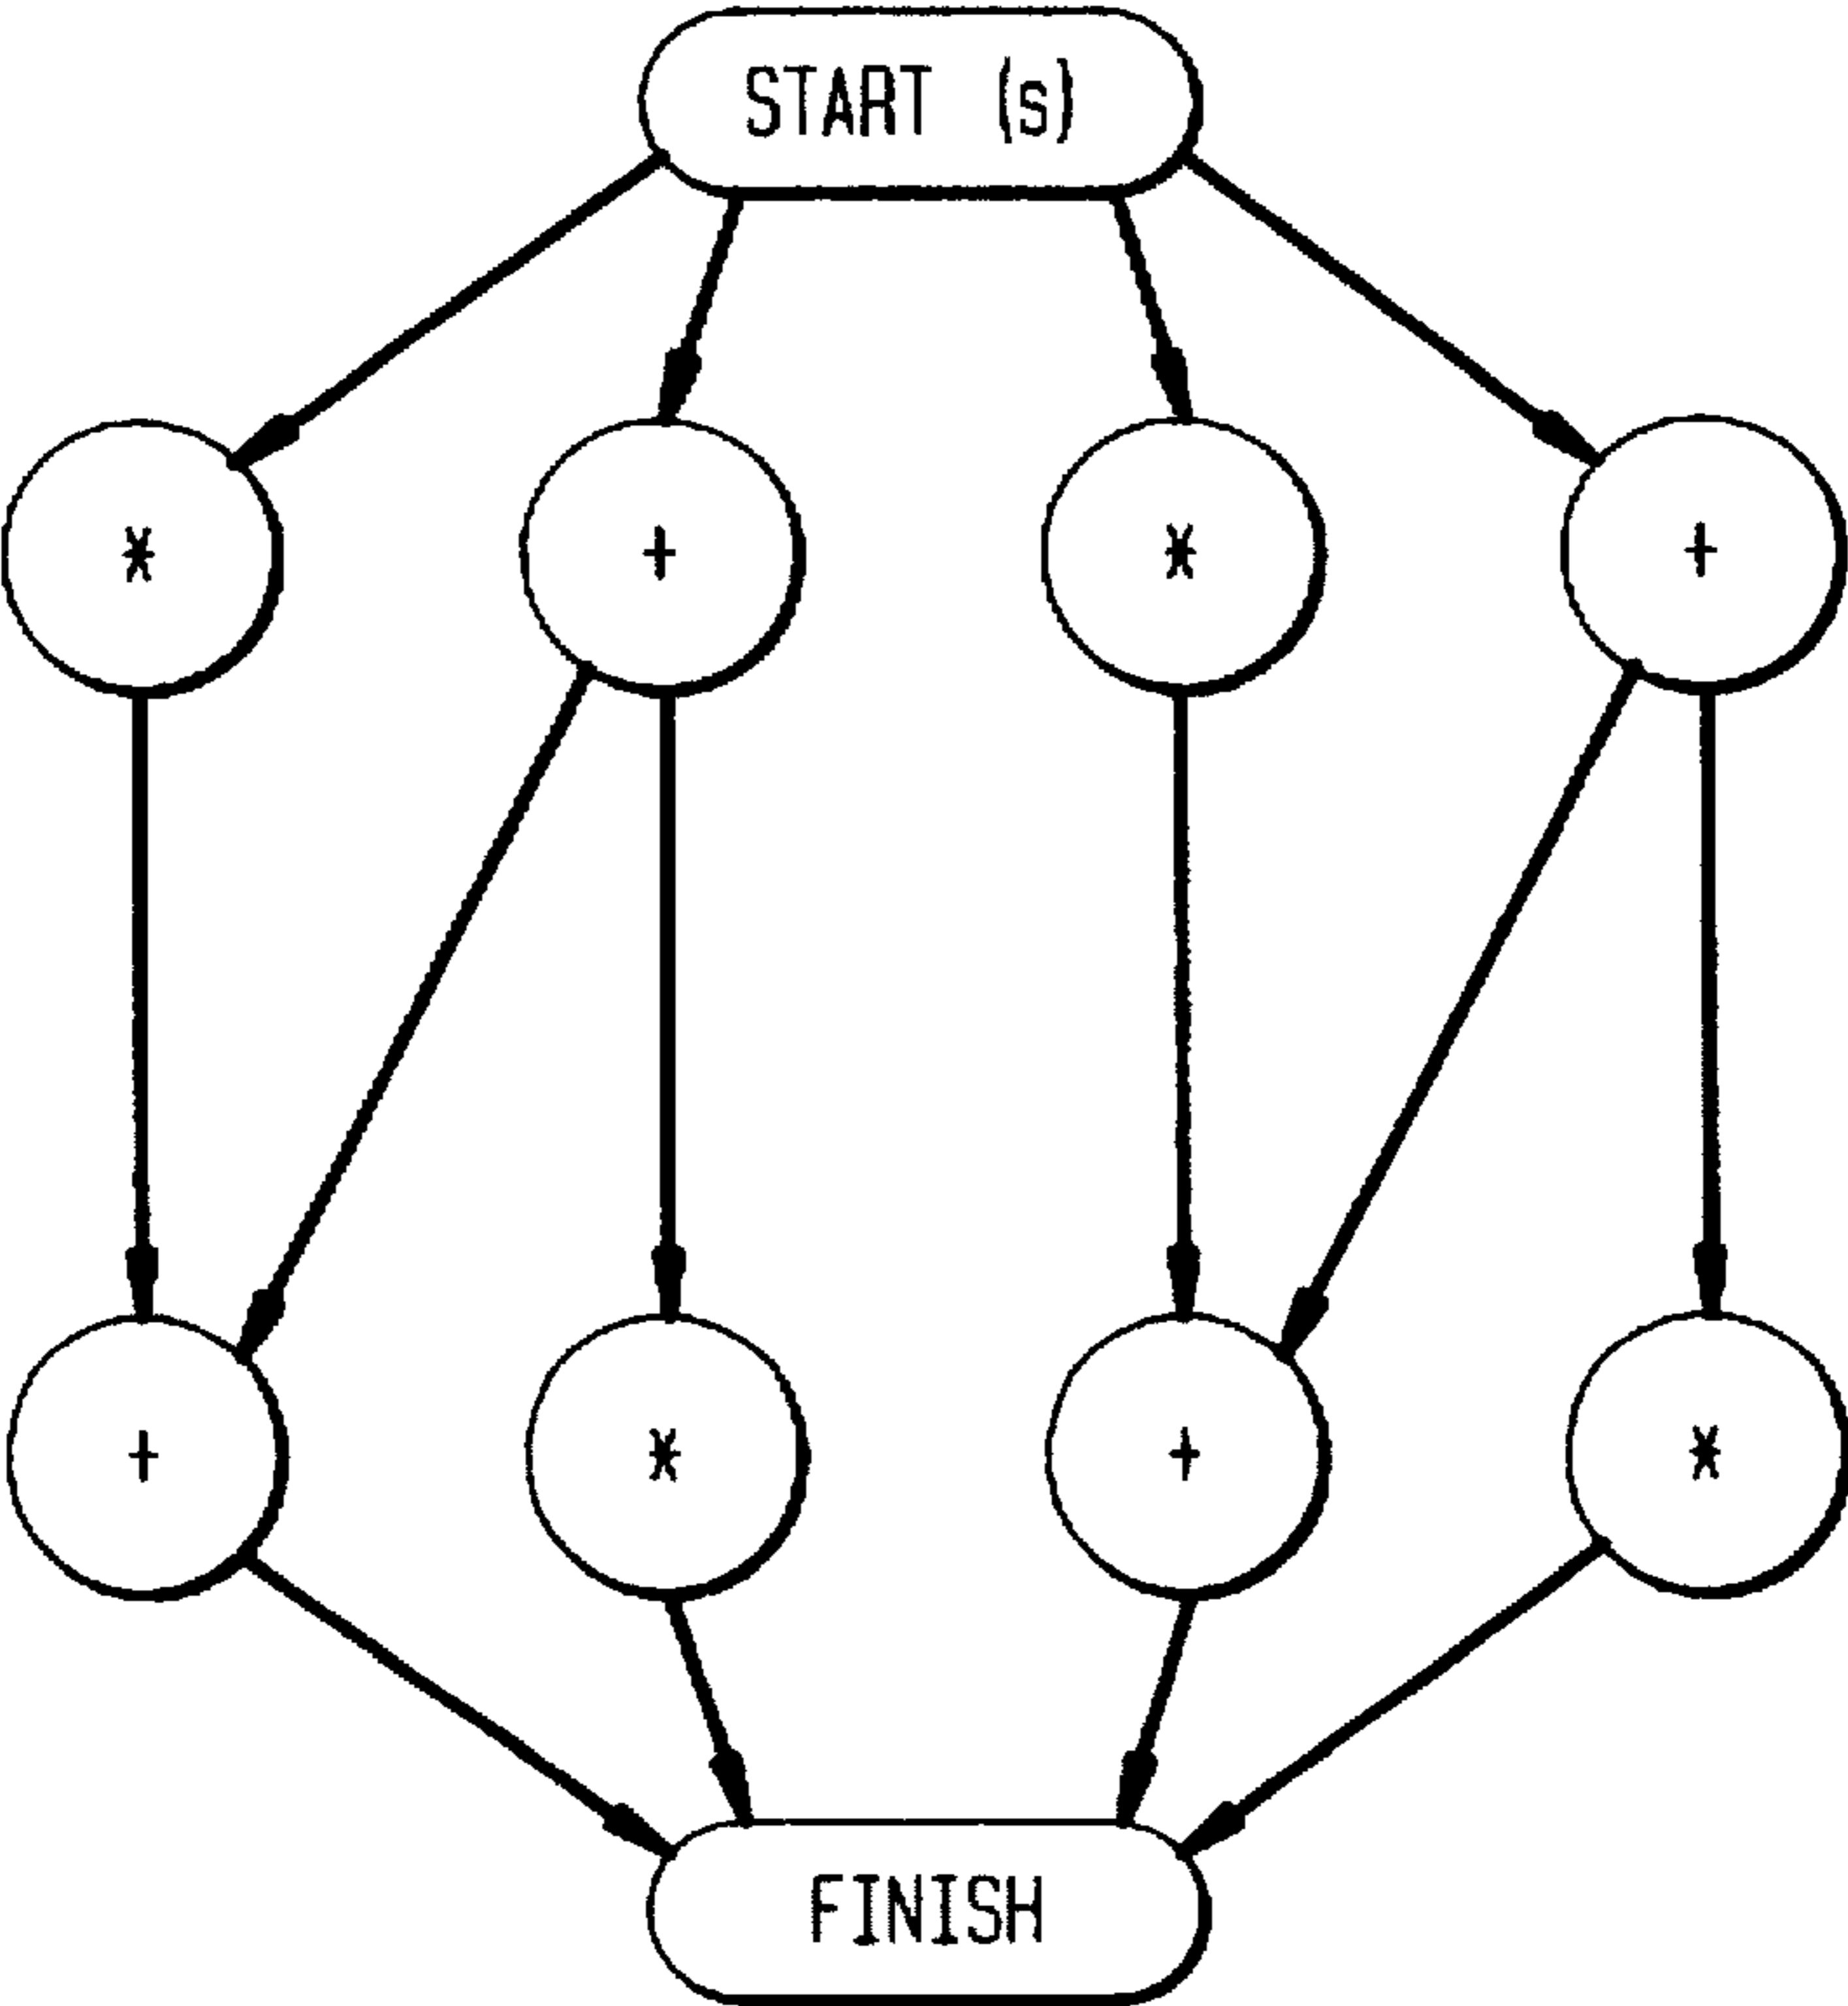 START (s)
* + * +
+ * + *
FINISH